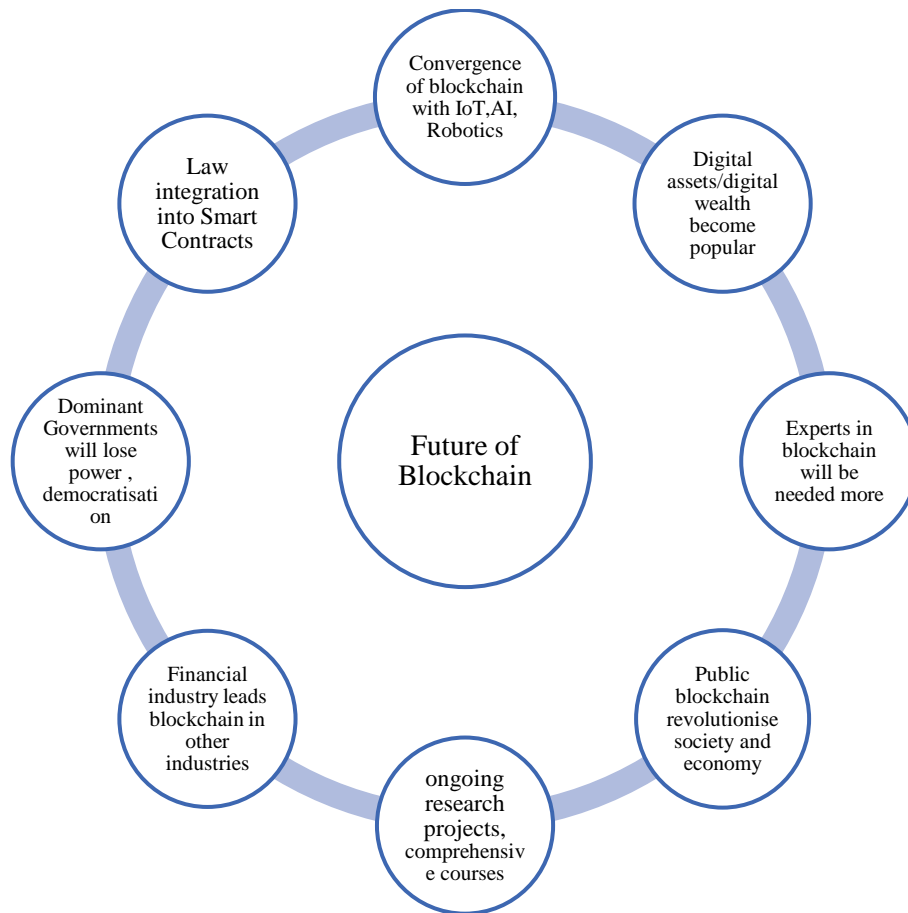 Convergence
of blockchain
with IoT,AI,
Robotics
Digital
assets/digital
wealth
become
popular
Experts in
blockchain
will be
needed more
Public
blockchain
revolutionise
society and
economy
ongoing
research
projects,
comprehensiv
e courses
Financial
industry leads
blockchain in
other
industries
Dominant
Governments
will lose
power ,
democratisati
on
Law
integration
into Smart
Contracts
Future of
Blockchain